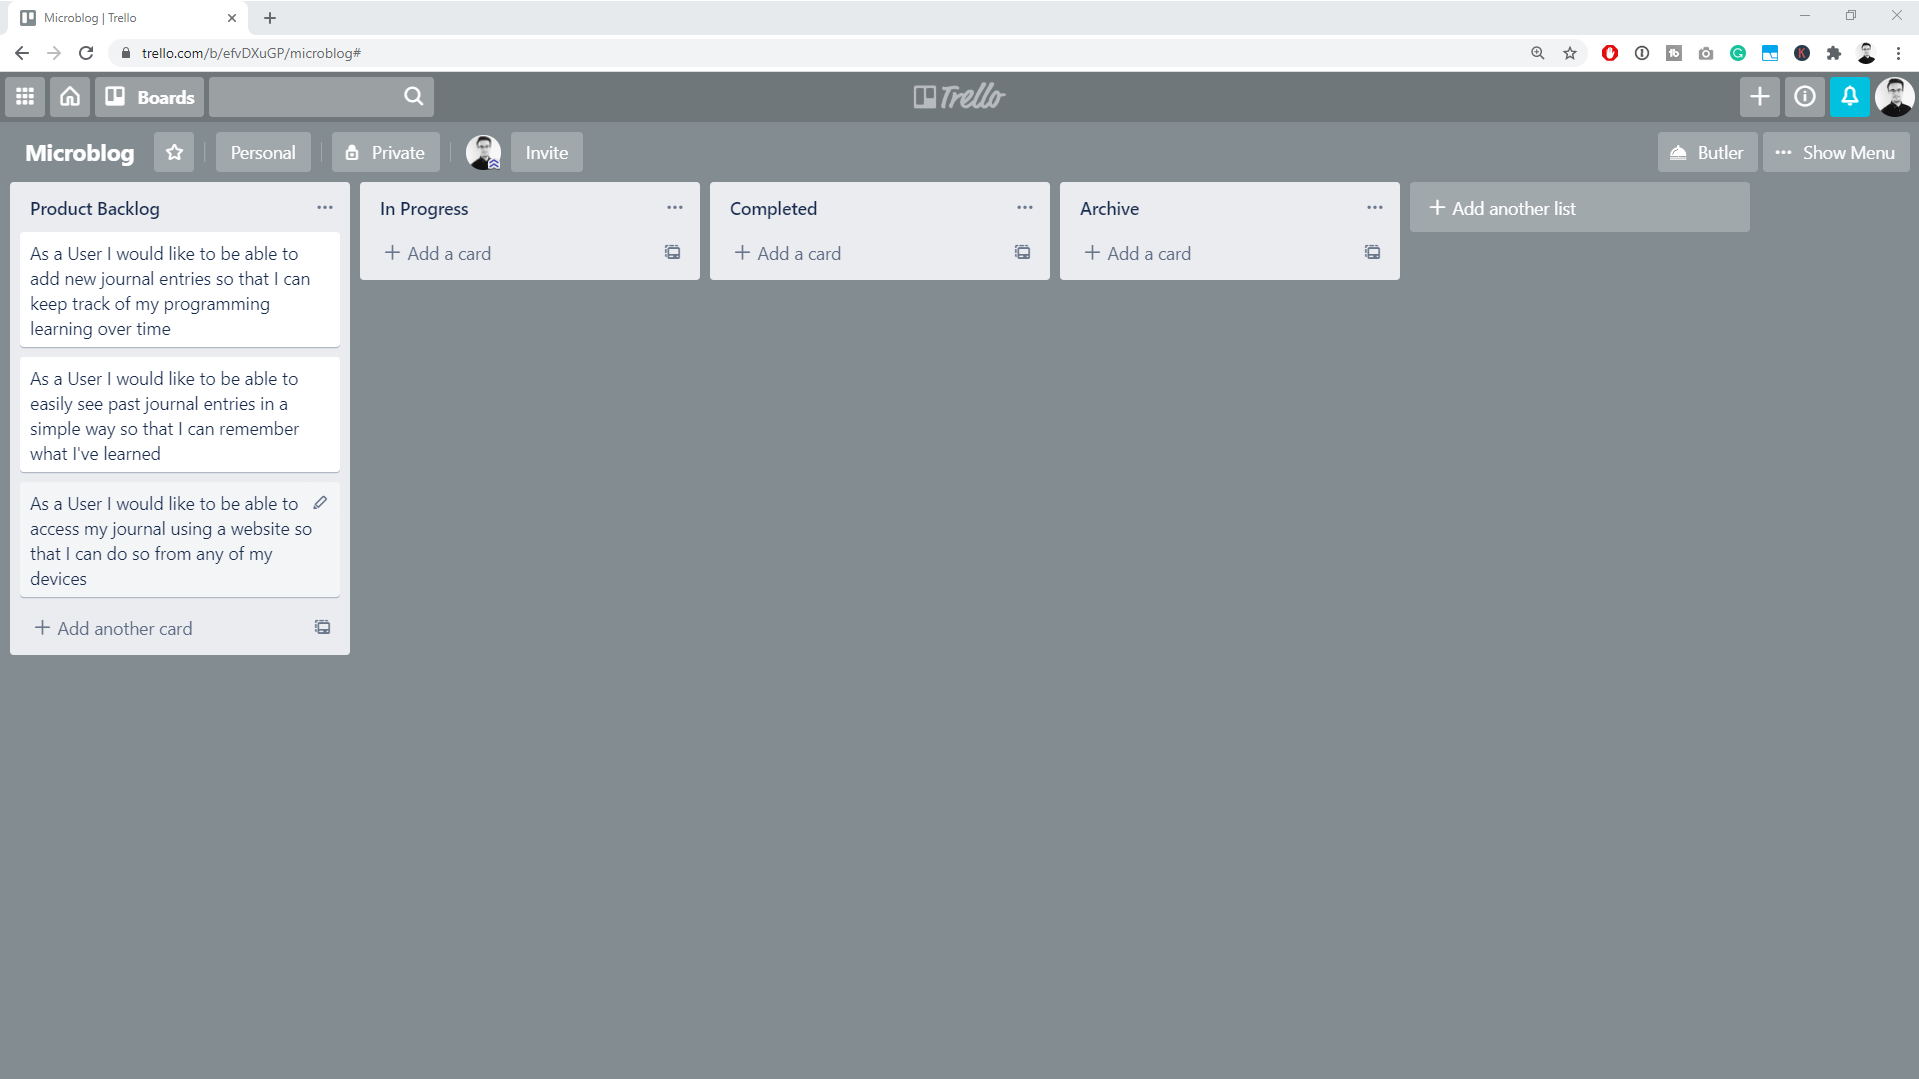 Microblog | Trello
trello.com/b/efvDXuGP/microblog#
Boards
Trello
Microblog
Personal
Private
Invite
Butler
Show Menu
Product Backlog
As a User I would like to be able to
add new journal entries so that I can
keep track of my programming
learning over time
As a User I would like to be able to
easily see past journal entries in a
simple way so that I can remember
what I've learned
As a User I would like to be able to
access my journal using a website so
that I can do so from any of my
devices
+ Add another card
In Progress
+ Add a card
Completed
+ Add a card
Archive
+ Add a card
+ Add another list